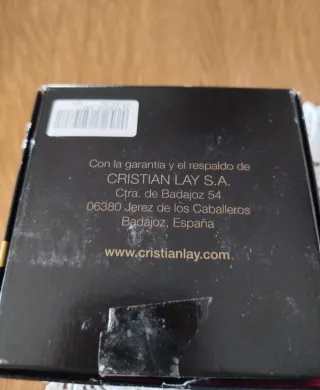 Con la garantía y el respaldo de
CRISTIAN LAY S.A.
Ctra. de Badajoz 54
06380 Jerez de los Caballeros
Badajoz, España
www.cristianlay.com